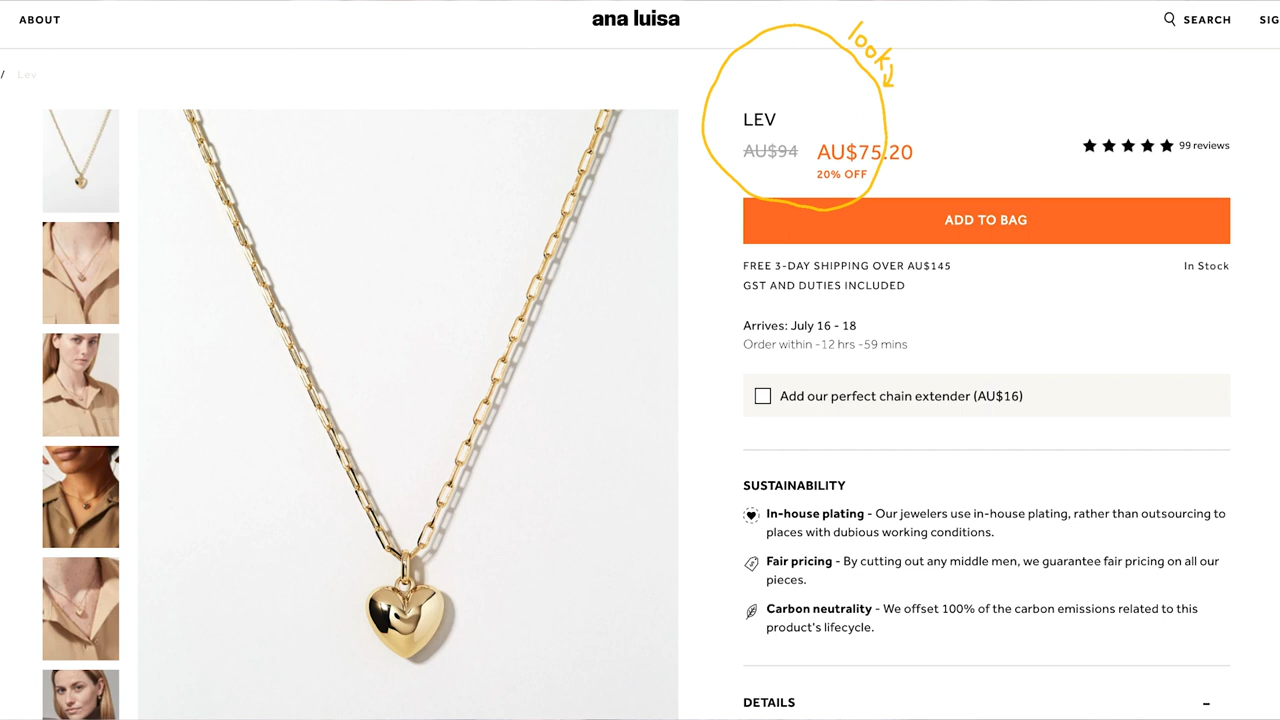 ABOUT
ana luisa
SEARCH
SIG
look
/ Lev
LEV
AU$94 AU$75.20
20% OFF
99 reviews
ADD TO BAG
FREE 3-DAY SHIPPING OVER AU$145
In Stock
GST AND DUTIES INCLUDED
Arrives: July 16 - 18
Order within -12 hrs -59 mins
Add our perfect chain extender (AU$16)
SUSTAINABILITY
In-house plating - Our jewelers use in-house plating, rather than outsourcing to
places with dubious working conditions.
Fair pricing - By cutting out any middle men, we guarantee fair pricing on all our
pieces.
Carbon neutrality - We offset 100% of the carbon emissions related to this
product's lifecycle.
DETAILS
-